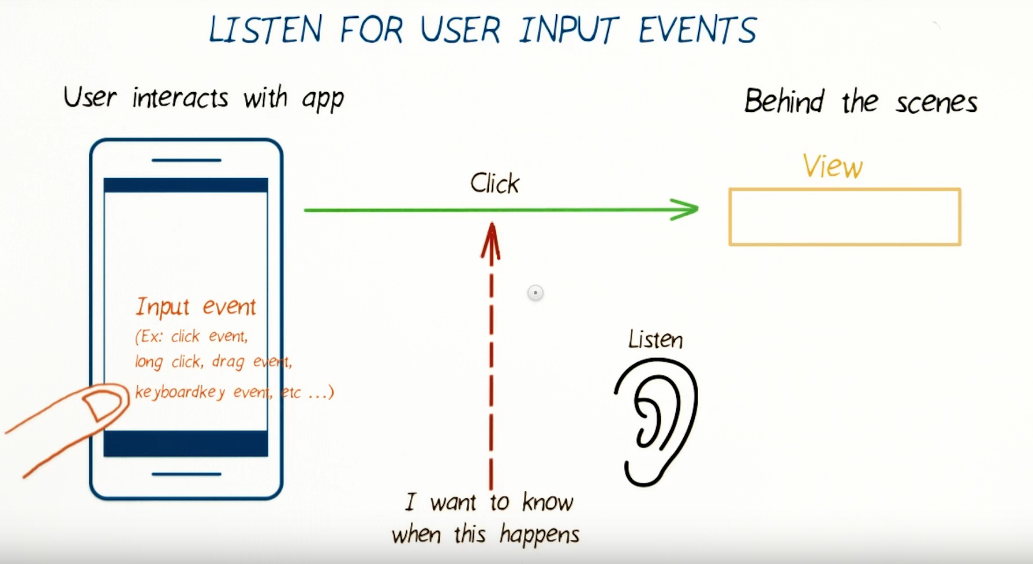 LISTEN FOR USER INPUT EVENTS
User interacts with app
Behind the scenes
View
Click
Input event
(Ex: click event,
long click, drag event,
keyboardkey event, etc ...)
Listen
I want to know
when this happens